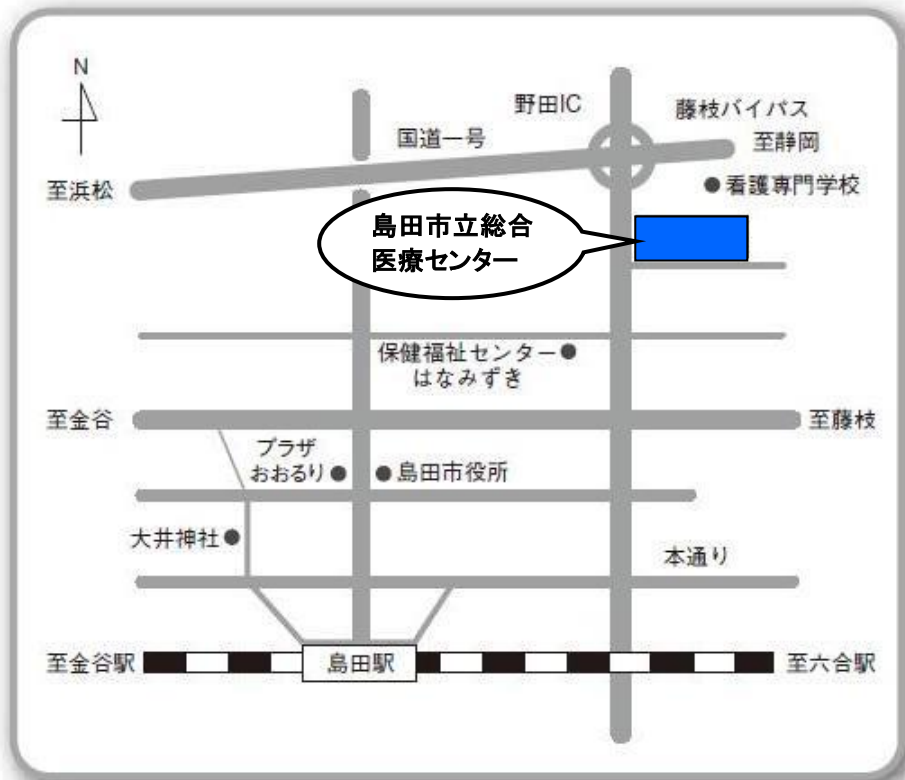 N
野田IC
藤枝バイパス
国道一号
至静岡
至浜松
看護専門学校
島田市立総合
医療センター
保健福祉センター
はなみずき
至金谷
至藤枝
プラザ
おおるり
島田市役所
大井神社
本通り
至金谷駅
島田駅
至六合駅